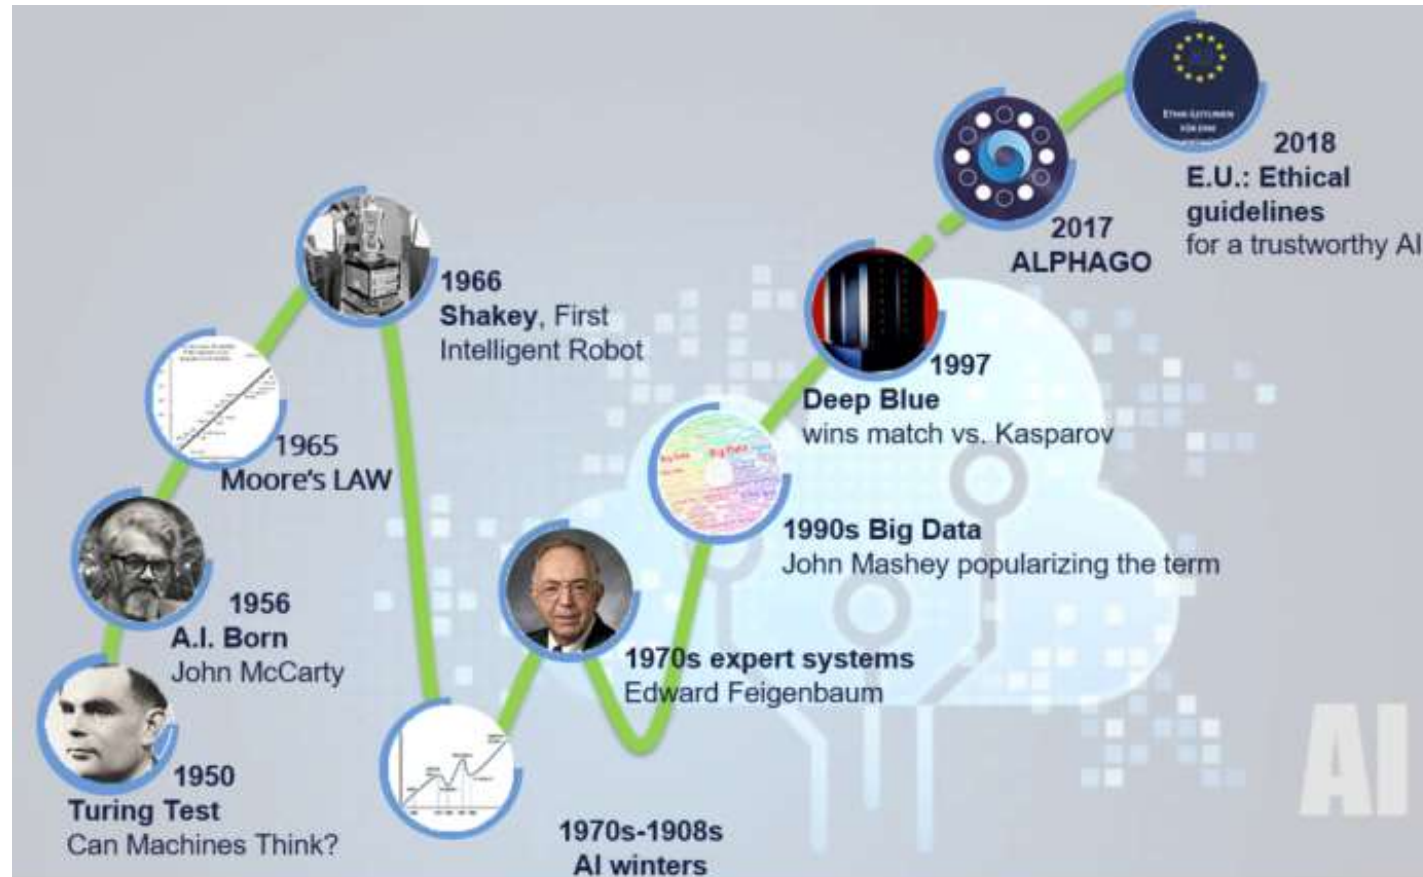 1950
Turing Test
Can Machines Think?
1956
A.I. Born
John McCarty
1965
Moore's LAW
1966
Shakey, First
Intelligent Robot
1970s-1908s
AI winters
1970s expert systems
Edward Feigenbaum
Big Data
1990s Big Data
John Mashey popularizing the term
1997
Deep Blue
wins match vs. Kasparov
2017
ALPHAGO
2018
E.U.: Ethical
guidelines
for a trustworthy AI
AI